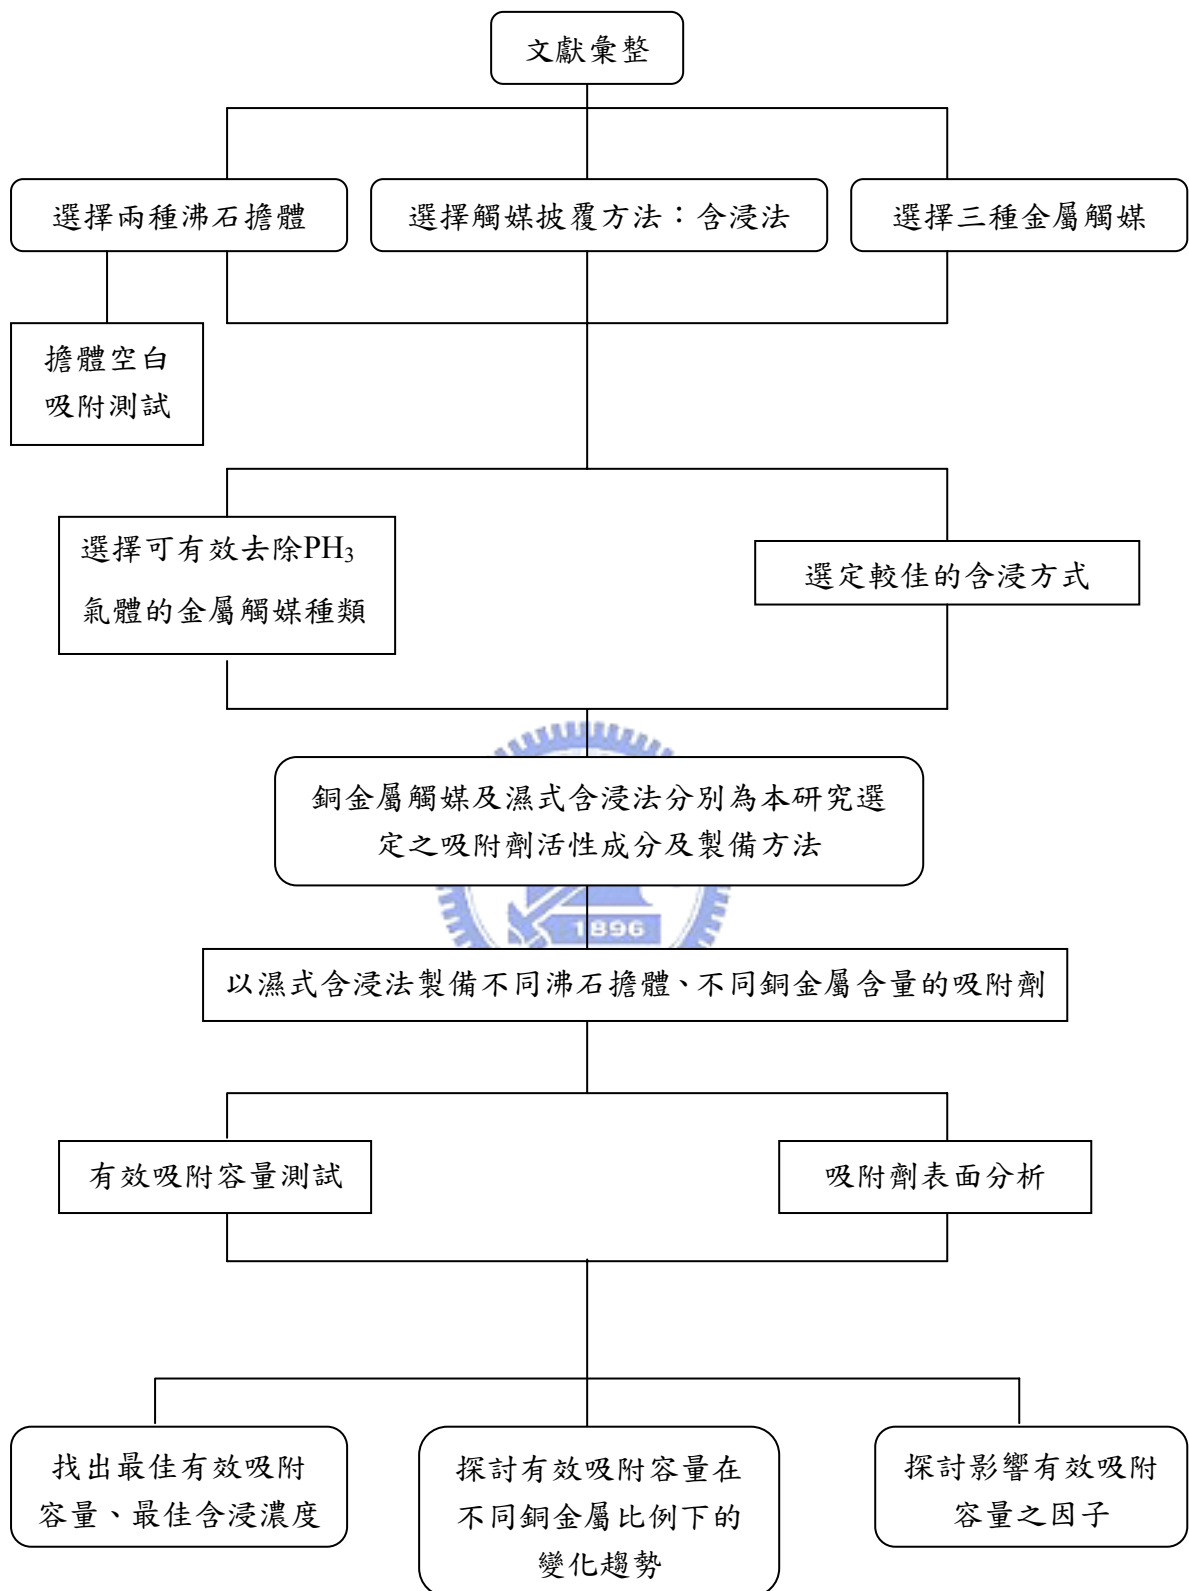 文獻彙整
選擇兩種沸石擔體
選擇觸媒披覆方法：含浸法
選擇三種金屬觸媒
擔體空白
吸附測試
選擇可有效去除PH₃
氣體的金屬觸媒種類
選定較佳的含浸方式
銅金屬觸媒及濕式含浸法分別為本研究選
定之吸附劑活性成分及製備方法
1896
以濕式含浸法製備不同沸石擔體、不同銅金屬含量的吸附劑
有效吸附容量測試
吸附劑表面分析
找出最佳有效吸附
容量、最佳含浸濃度
探討有效吸附容量在
不同銅金屬比例下的
變化趨勢
探討影響有效吸附
容量之因子